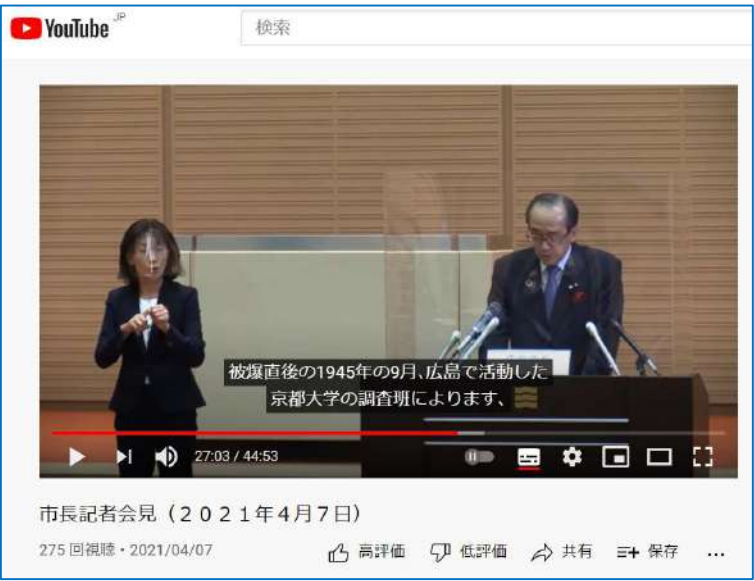 YouTube JP
検索
被爆直後の1945年の9月、広島で活動した
京都大学の調査班によります、
27:03 / 44:53
市長記者会見（２０２１年４月７日）
275 回視聴・2021/04/07
高評価 低評価 共有 保存